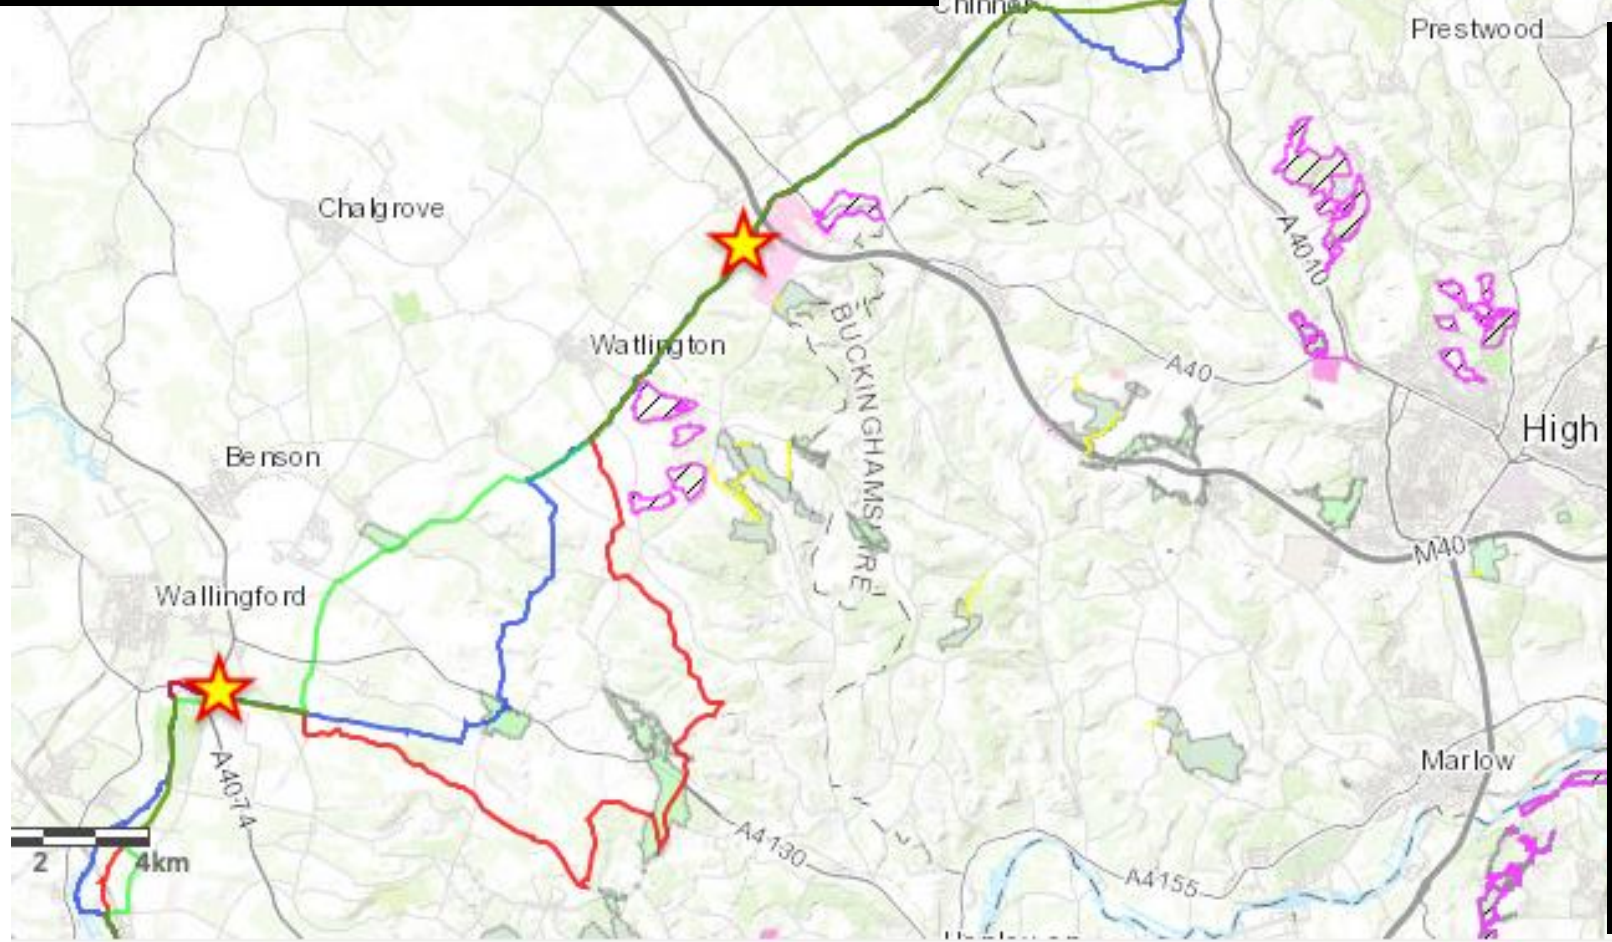 Prestwood
Chalgrove
A4010
BUCKINGHAMSHIRE
Watlington
A40
High
Benson
M40
Wallingford
A4074
Marlow
A4130
2 4km
A4155